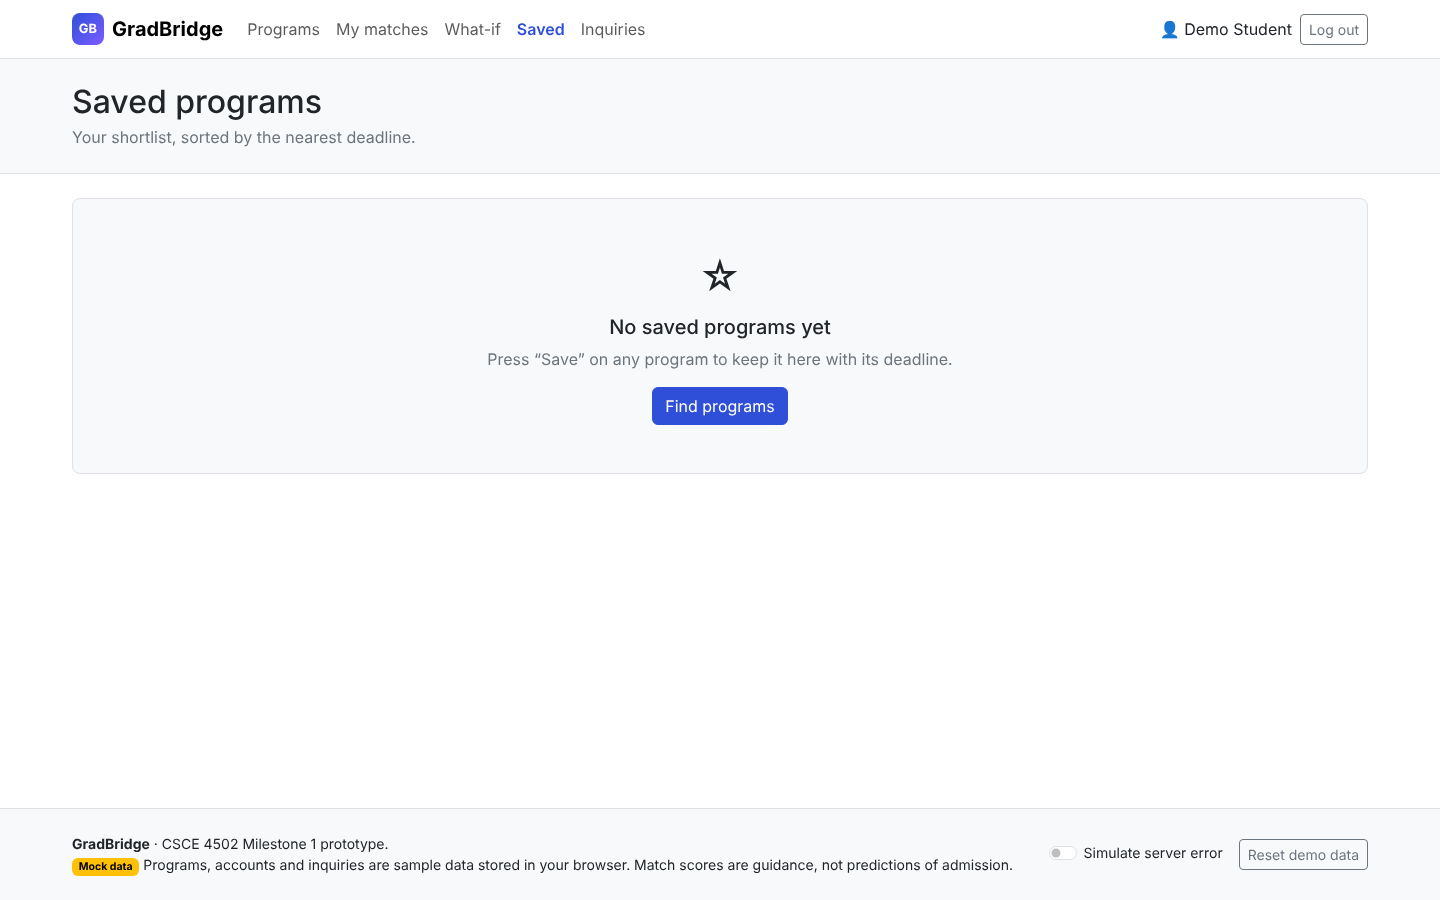 GB GradBridge Programs My matches What-if Saved Inquiries 👤 Demo Student Log out
Saved programs
Your shortlist, sorted by the nearest deadline.
No saved programs yet
Press “Save” on any program to keep it here with its deadline.
Find programs
GradBridge · CSCE 4502 Milestone 1 prototype.
Mock data Programs, accounts and inquiries are sample data stored in your browser. Match scores are guidance, not predictions of admission.
Simulate server error Reset demo data